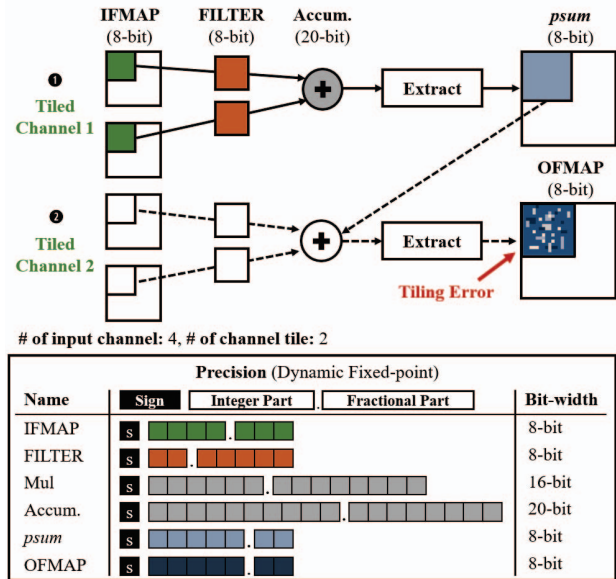 IFMAP FILTER Accum. psum
(8-bit) (8-bit) (20-bit) (8-bit)
❶
Tiled
Channel 1
+ Extract
OFMAP
(8-bit)
❷
Tiled
Channel 2
+ Extract
Tiling Error
# of input channel: 4, # of channel tile: 2
Precision (Dynamic Fixed-point)
Name Sign Integer Part . Fractional Part Bit-width
IFMAP s . 8-bit
FILTER s . 8-bit
Mul s . 16-bit
Accum. s . 20-bit
psum s . 8-bit
OFMAP s . 8-bit